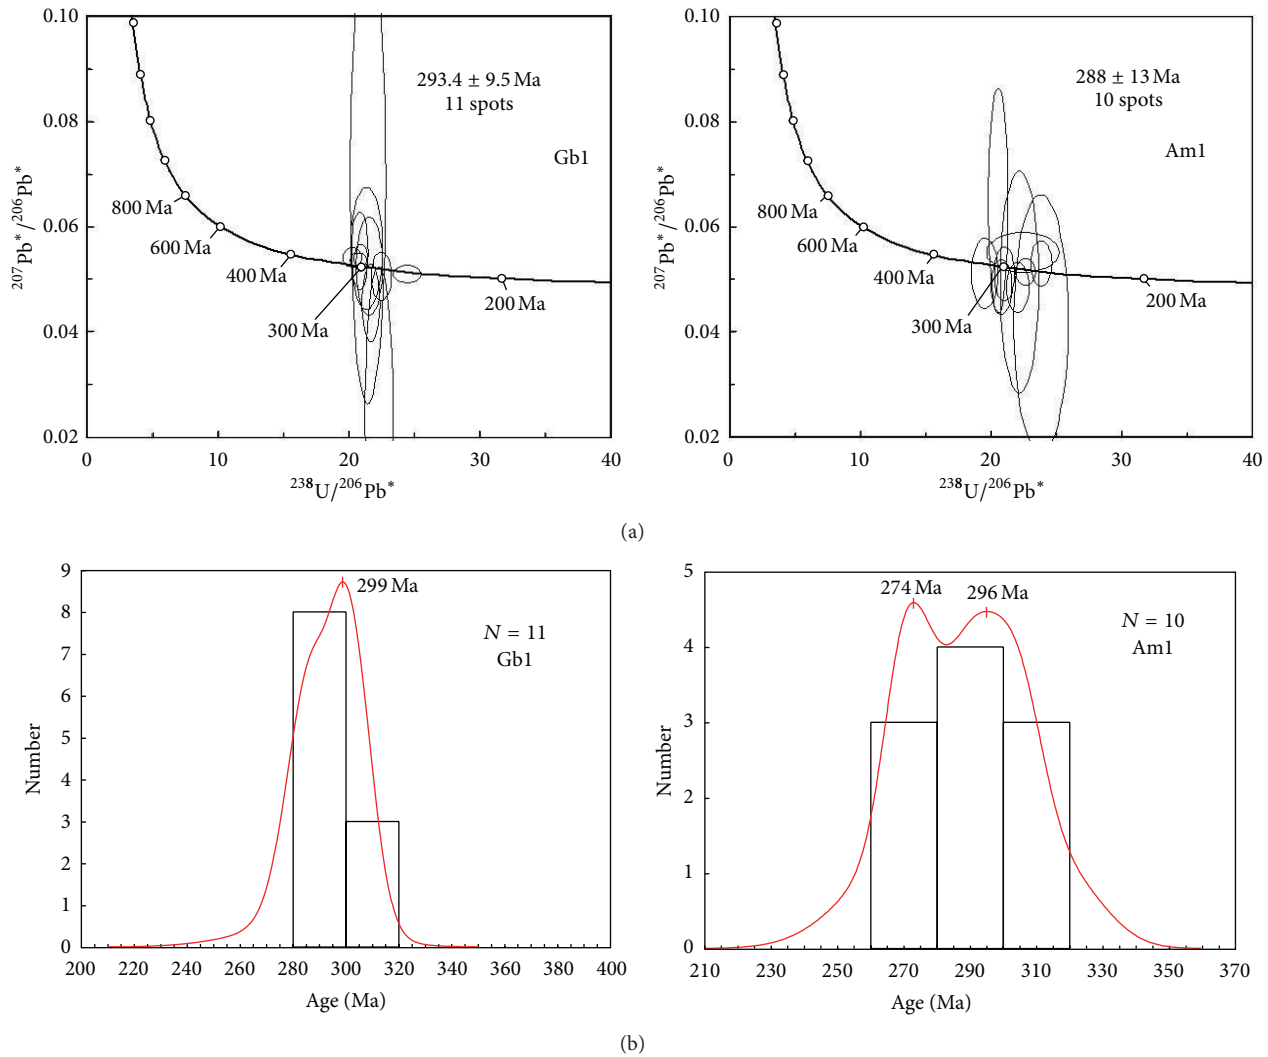 0.10
0.08
0.06
0.04
0.02
²⁰⁷Pb*/²⁰⁶Pb*
293.4 ± 9.5 Ma
11 spots
Gb1
800 Ma
600 Ma
400 Ma
300 Ma
200 Ma
0 10 20 30 40
²³⁸U/²⁰⁶Pb*
0.10
0.08
0.06
0.04
0.02
²⁰⁷Pb*/²⁰⁶Pb*
288 ± 13 Ma
10 spots
Am1
800 Ma
600 Ma
400 Ma
300 Ma
200 Ma
0 10 20 30 40
²³⁸U/²⁰⁶Pb*
(a)
9
8
7
6
5
4
3
2
1
0
Number
299 Ma
N = 11
Gb1
200 220 240 260 280 300 320 340 360 380 400
Age (Ma)
5
4
3
2
1
0
Number
274 Ma
296 Ma
N = 10
Am1
210 230 250 270 290 310 330 350 370
Age (Ma)
(b)